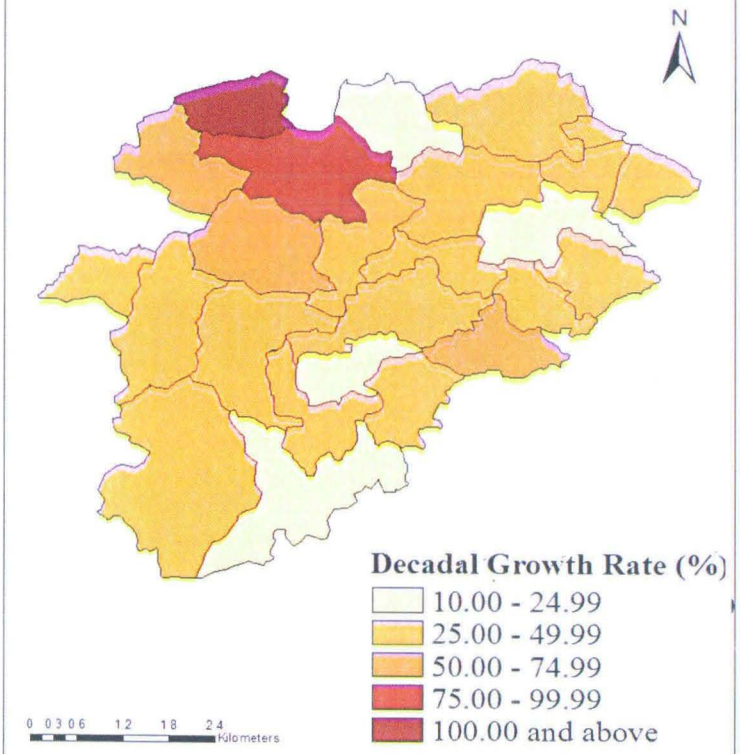 N
Decadal Growth Rate (%)
10.00 - 24.99
25.00 - 49.99
50.00 - 74.99
75.00 - 99.99
100.00 and above
0 0 3 0 6 1 2 1 8 2 4
Kilometers